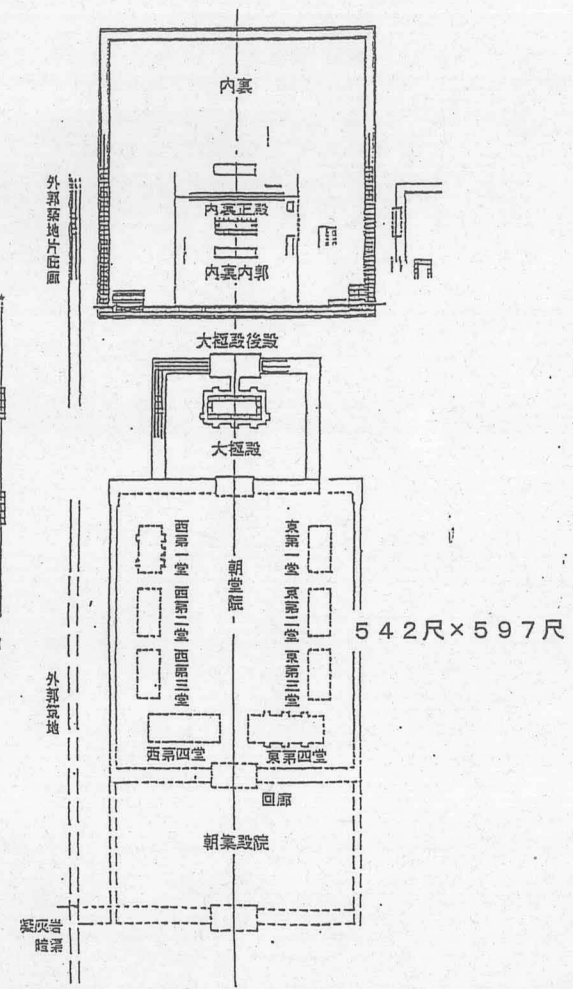 内裏
外郭築地片庇廊
内裏正殿
内裏内郭
大極殿後殿
大極殿
西第一堂
東第一堂
朝堂院
西第二堂
東第二堂
542尺×597尺
西第三堂
東第三堂
外郭築地
西第四堂
東第四堂
回廊
朝集殿院
凝灰岩
暗渠